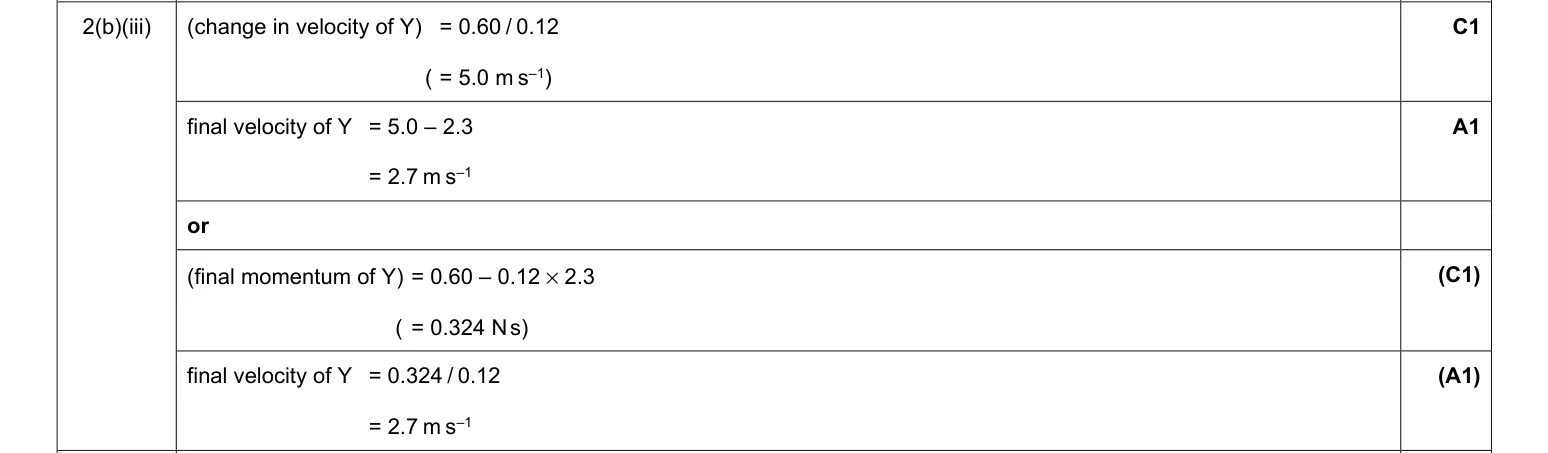 2(b)(iii) (change in velocity of Y) = 0.60 / 0.12 C1
( = 5.0 m s⁻¹)
final velocity of Y = 5.0 – 2.3 A1
= 2.7 m s⁻¹
or
(final momentum of Y) = 0.60 – 0.12 × 2.3 (C1)
( = 0.324 N s)
final velocity of Y = 0.324 / 0.12 (A1)
= 2.7 m s⁻¹